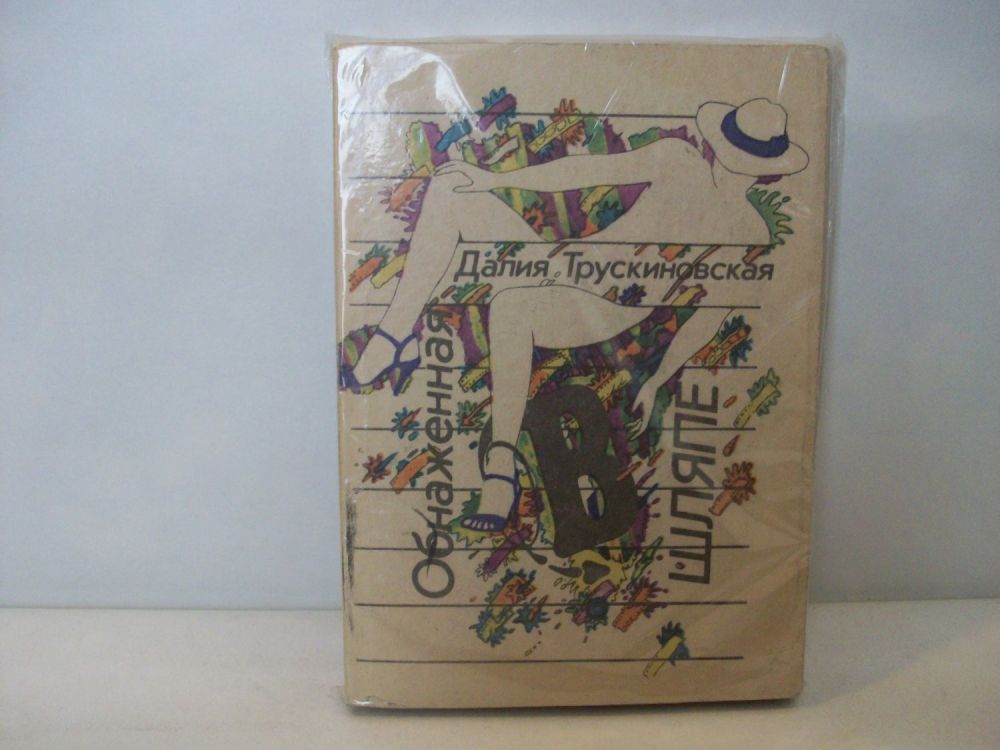 Далия Трускиновская
Обнаженная
В
ШЛЯПЕ